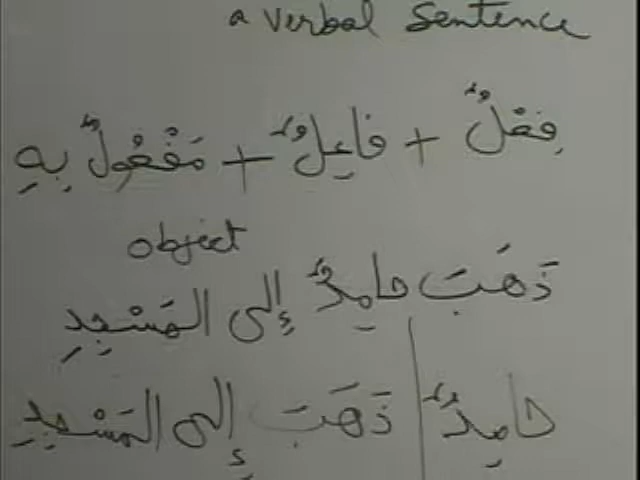 a verbal sentence
فِعْلٌ + فَاعِلٌ + مَفْعُولٌ بِهِ
object
ذَهَبَ حامِدٌ إِلى المَسْجِدِ
حامِدٌ | ذَهَبَ إِلى المَسْجِدِ